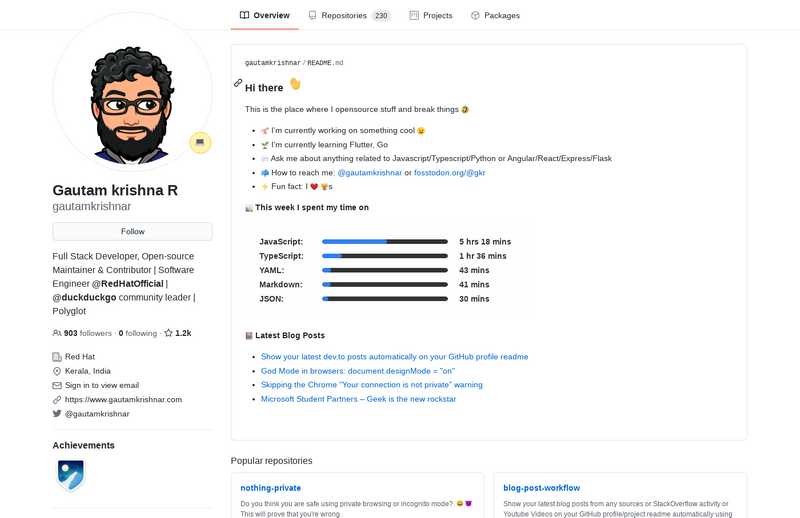 Overview Repositories 230 Projects Packages
Gautam krishna R
gautamkrishnar
Follow
Full Stack Developer, Open-source
Maintainer & Contributor | Software
Engineer @RedHatOfficial |
@duckduckgo community leader |
Polyglot
903 followers · 0 following · 1.2k
Red Hat
Kerala, India
Sign in to view email
https://www.gautamkrishnar.com
@gautamkrishnar
Achievements
gautamkrishnar/README.md
Hi there 👋
This is the place where I opensource stuff and break things 🤣
🔭 I'm currently working on something cool 😉
🌱 I'm currently learning Flutter, Go
💬 Ask me about anything related to Javascript/Typescript/Python or Angular/React/Express/Flask
📫 How to reach me: @gautamkrishnar or fosstodon.org/@gkr
⚡ Fun fact: I ❤️ 🐶s
📊 This week I spent my time on
JavaScript: 5 hrs 18 mins
TypeScript: 1 hr 36 mins
YAML: 43 mins
Markdown: 41 mins
JSON: 30 mins
📕 Latest Blog Posts
Show your latest dev.to posts automatically on your GitHub profile readme
God Mode in browsers: document.designMode = "on"
Skipping the Chrome "Your connection is not private" warning
Microsoft Student Partners – Geek is the new rockstar
Popular repositories
nothing-private
Do you think you are safe using private browsing or incognito mode?. 😄 👿
This will prove that you're wrong.
blog-post-workflow
Show your latest blog posts from any sources or StackOverflow activity or
Youtube Videos on your GitHub profile/project readme automatically using